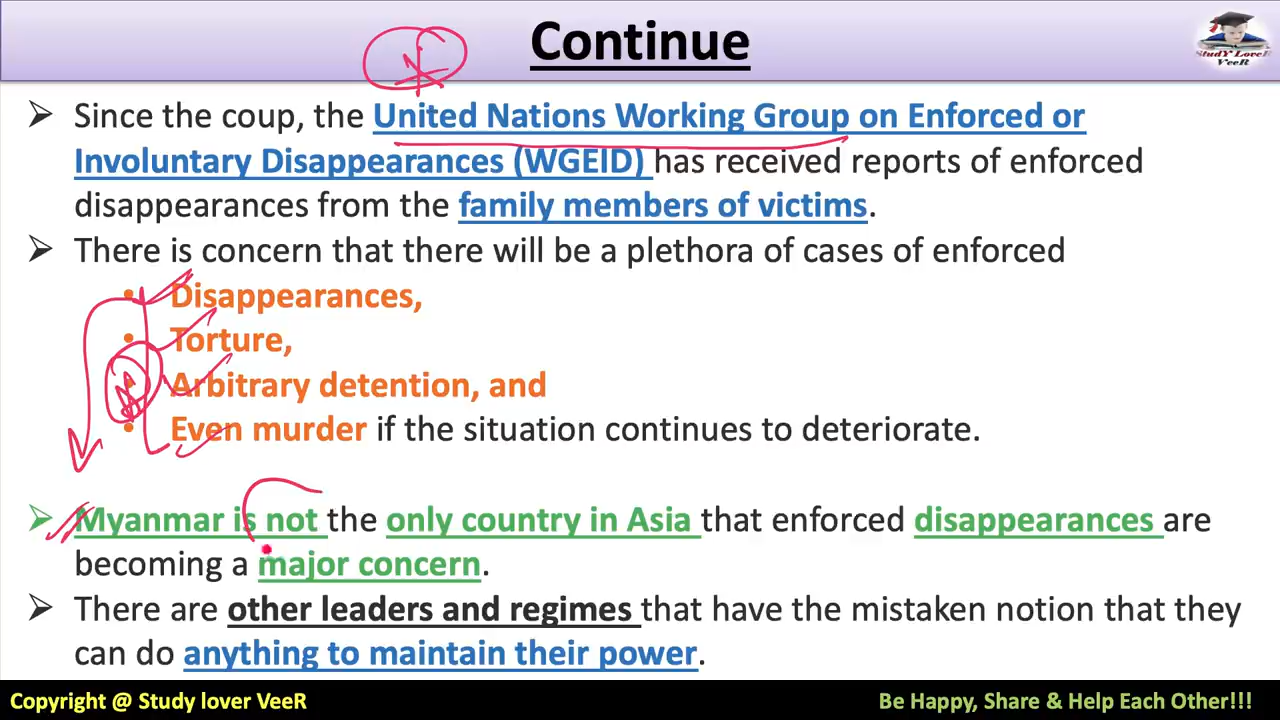 Continue
StudY LoveR
VeeR
➤ Since the coup, the United Nations Working Group on Enforced or
Involuntary Disappearances (WGEID) has received reports of enforced
disappearances from the family members of victims.
➤ There is concern that there will be a plethora of cases of enforced
• Disappearances,
• Torture,
• Arbitrary detention, and
• Even murder if the situation continues to deteriorate.
➤ Myanmar is not the only country in Asia that enforced disappearances are
becoming a major concern.
➤ There are other leaders and regimes that have the mistaken notion that they
can do anything to maintain their power.
Copyright @ Study lover VeeR
Be Happy, Share & Help Each Other!!!